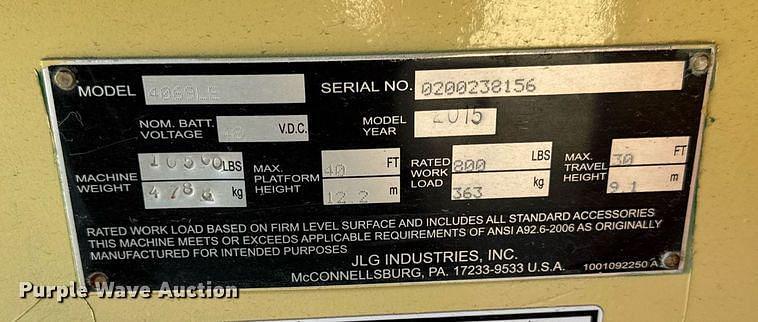 MODEL 4069LE SERIAL NO. 0200238156
NOM. BATT. VOLTAGE 48 V.D.C. MODEL YEAR 2015
MACHINE WEIGHT 10500 LBS 4788 kg MAX. PLATFORM HEIGHT 40 FT 12.2 m RATED WORK LOAD 800 LBS 363 kg MAX. TRAVEL HEIGHT 30 FT 9.1 m
RATED WORK LOAD BASED ON FIRM LEVEL SURFACE AND INCLUDES ALL STANDARD ACCESSORIES
THIS MACHINE MEETS OR EXCEEDS APPLICABLE REQUIREMENTS OF ANSI A92.6-2006 AS ORIGINALLY
MANUFACTURED FOR INTENDED PURPOSES
JLG INDUSTRIES, INC.
McCONNELLSBURG, PA. 17233-9533 U.S.A. 1001092250 A
Purple Wave Auction